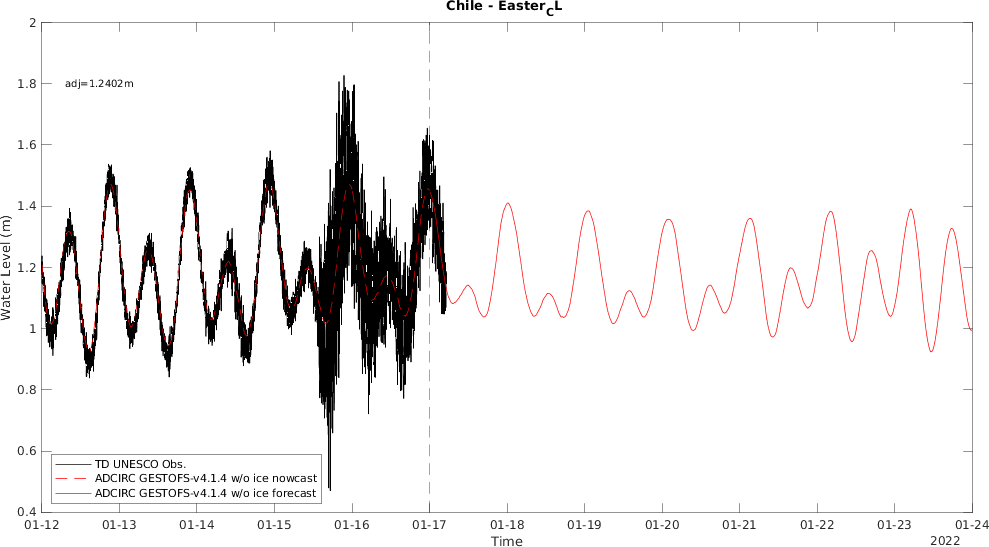 Chile - Easter_CL
2
1.8
1.6
1.4
1.2
1
0.8
0.6
0.4
Water Level (m)
adj=1.2402m
TD UNESCO Obs.
ADCIRC GESTOFS-v4.1.4 w/o ice nowcast
ADCIRC GESTOFS-v4.1.4 w/o ice forecast
01-12 01-13 01-14 01-15 01-16 01-17 01-18 01-19 01-20 01-21 01-22 01-23 01-24
Time
2022